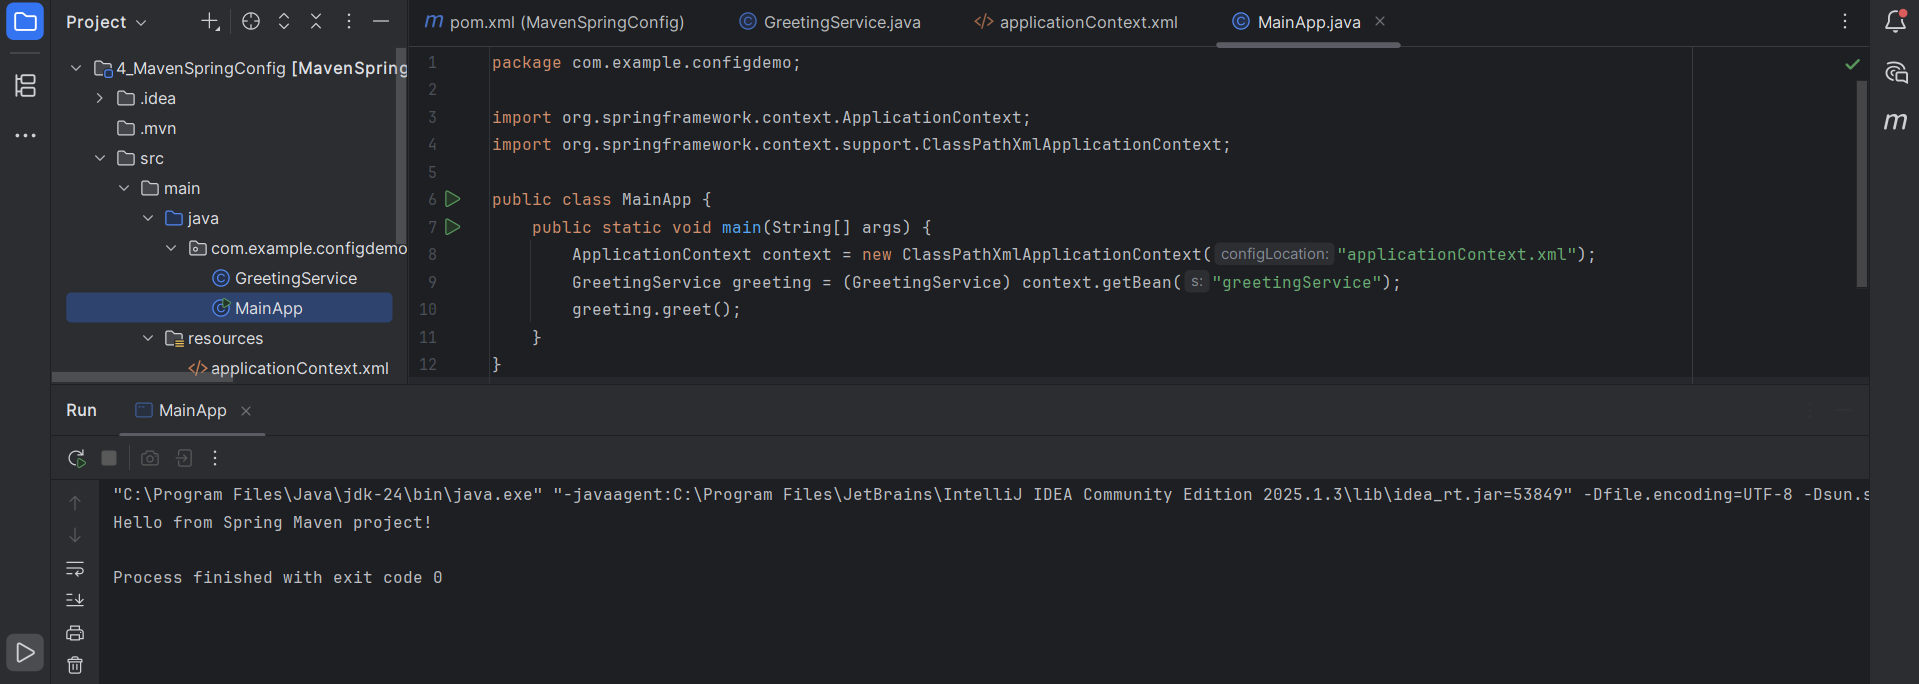 Project
pom.xml (MavenSpringConfig)
GreetingService.java
applicationContext.xml
MainApp.java
4_MavenSpringConfig [MavenSpring
.idea
.mvn
src
main
java
com.example.configdemo
GreetingService
MainApp
resources
applicationContext.xml
1 package com.example.configdemo;
2
3 import org.springframework.context.ApplicationContext;
4 import org.springframework.context.support.ClassPathXmlApplicationContext;
5
6 public class MainApp {
7 public static void main(String[] args) {
8 ApplicationContext context = new ClassPathXmlApplicationContext( configLocation: "applicationContext.xml");
9 GreetingService greeting = (GreetingService) context.getBean( s: "greetingService");
10 greeting.greet();
11 }
12 }
Run MainApp
"C:\Program Files\Java\jdk-24\bin\java.exe" "-javaagent:C:\Program Files\JetBrains\IntelliJ IDEA Community Edition 2025.1.3\lib\idea_rt.jar=53849" -Dfile.encoding=UTF-8 -Dsun.s
Hello from Spring Maven project!
Process finished with exit code 0